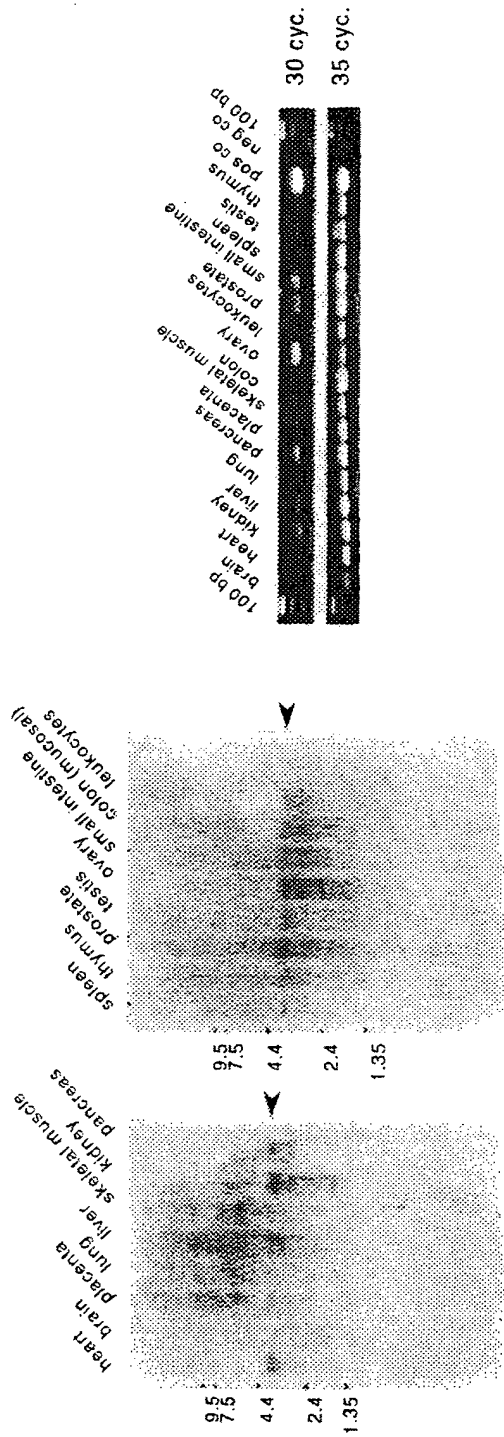 heart
brain
placenta
lung
liver
skeletal muscle
kidney
pancreas
9.5
7.5
4.4
2.4
1.35
spleen
thymus
prostate
testis
ovary
small intestine
colon (mucosal)
leukocytes
9.5
7.5
4.4
2.4
1.35
100 bp
brain
heart
kidney
liver
lung
pancreas
placenta
skeletal muscle
colon
ovary
leukocytes
prostate
small intestine
spleen
testis
thymus
pos co
neg co
100 bp
30 cyc.
35 cyc.